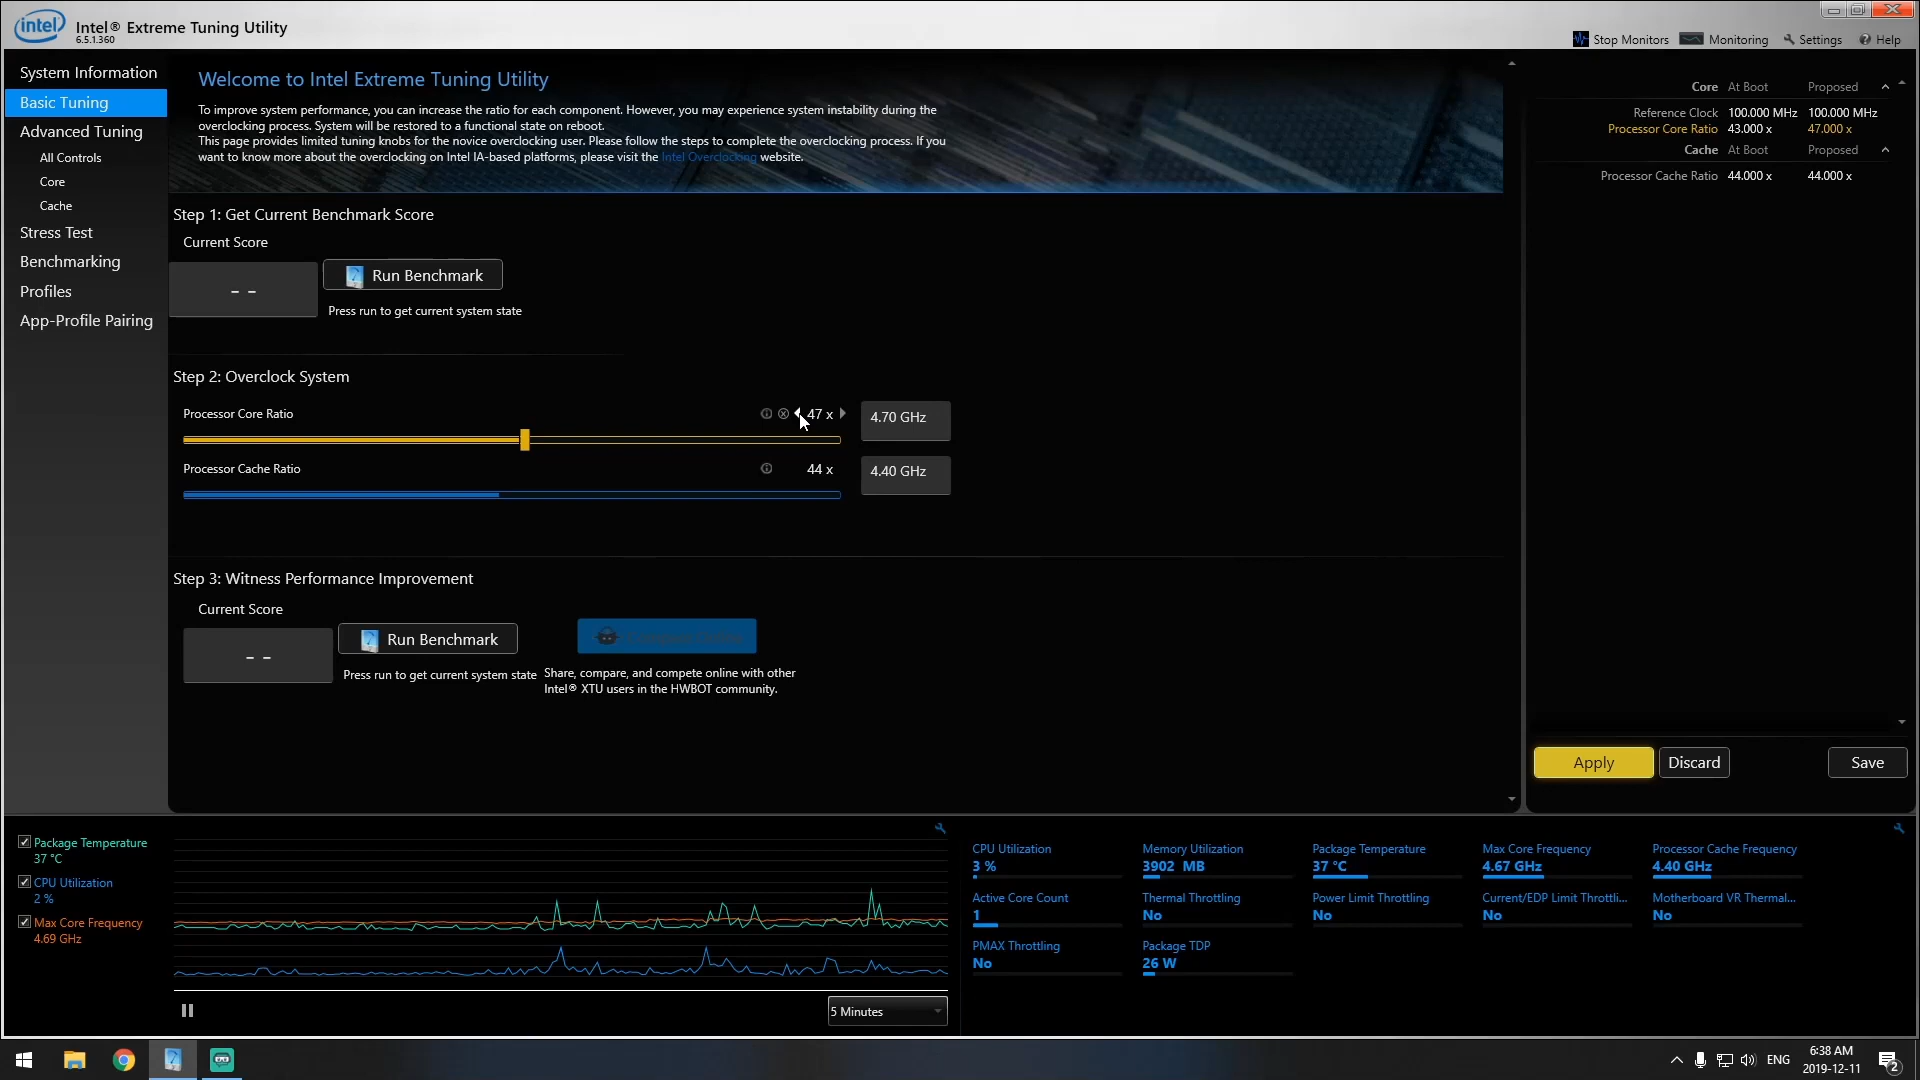 intel
Intel® Extreme Tuning Utility
6.5.1.360
Stop Monitors
Monitoring
Settings
Help
System Information
Basic Tuning
Advanced Tuning
All Controls
Core
Cache
Stress Test
Benchmarking
Profiles
App-Profile Pairing
Welcome to Intel Extreme Tuning Utility
To improve system performance, you can increase the ratio for each component. However, you may experience system instability during the
overclocking process. System will be restored to a functional state on reboot.
This page provides limited tuning knobs for the novice overclocking user. Please follow the steps to complete the overclocking process. If you
want to know more about the overclocking on Intel IA-based platforms, please visit the Intel Overclocking website.
Step 1: Get Current Benchmark Score
Current Score
- -
Run Benchmark
Press run to get current system state
Step 2: Overclock System
Processor Core Ratio
47 x
4.70 GHz
Processor Cache Ratio
44 x
4.40 GHz
Step 3: Witness Performance Improvement
Current Score
- -
Run Benchmark
Press run to get current system state
Share, compare, and compete online with other
Intel® XTU users in the HWBOT community.
Core At Boot Proposed
Reference Clock 100.000 MHz 100.000 MHz
Processor Core Ratio 43.000 x 47.000 x
Cache At Boot Proposed
Processor Cache Ratio 44.000 x 44.000 x
Apply
Discard
Save
Package Temperature
37 °C
CPU Utilization
2 %
Max Core Frequency
4.69 GHz
5 Minutes
CPU Utilization
3 %
Memory Utilization
3902 MB
Package Temperature
37 °C
Max Core Frequency
4.67 GHz
Processor Cache Frequency
4.40 GHz
Active Core Count
1
Thermal Throttling
No
Power Limit Throttling
No
Current/EDP Limit Throttli...
No
Motherboard VR Thermal...
No
PMAX Throttling
No
Package TDP
26 W
ENG
6:38 AM
2019-12-11
2